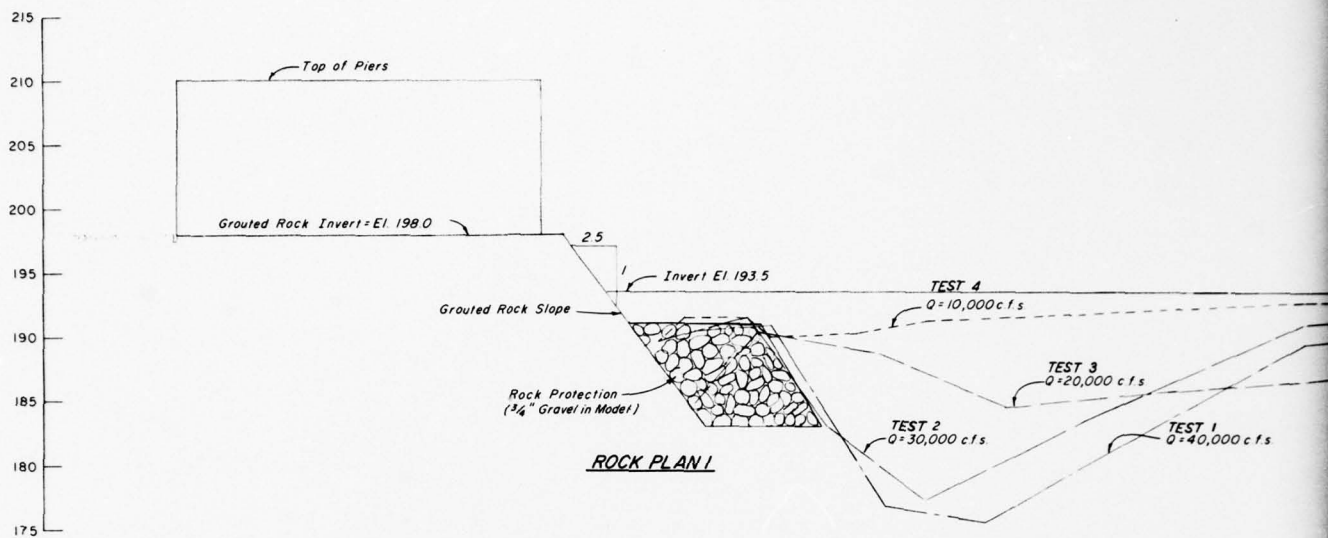 215
210
205
200
195
190
185
180
175
Top of Piers
Grouted Rock Invert = El. 198.0
2.5
1
Invert El. 193.5
Grouted Rock Slope
TEST 4
Q = 10,000 c.f.s.
Rock Protection
(3/4" Gravel in Model)
TEST 3
Q = 20,000 c.f.s.
TEST 2
Q = 30,000 c.f.s.
TEST 1
Q = 40,000 c.f.s.
ROCK PLAN 1